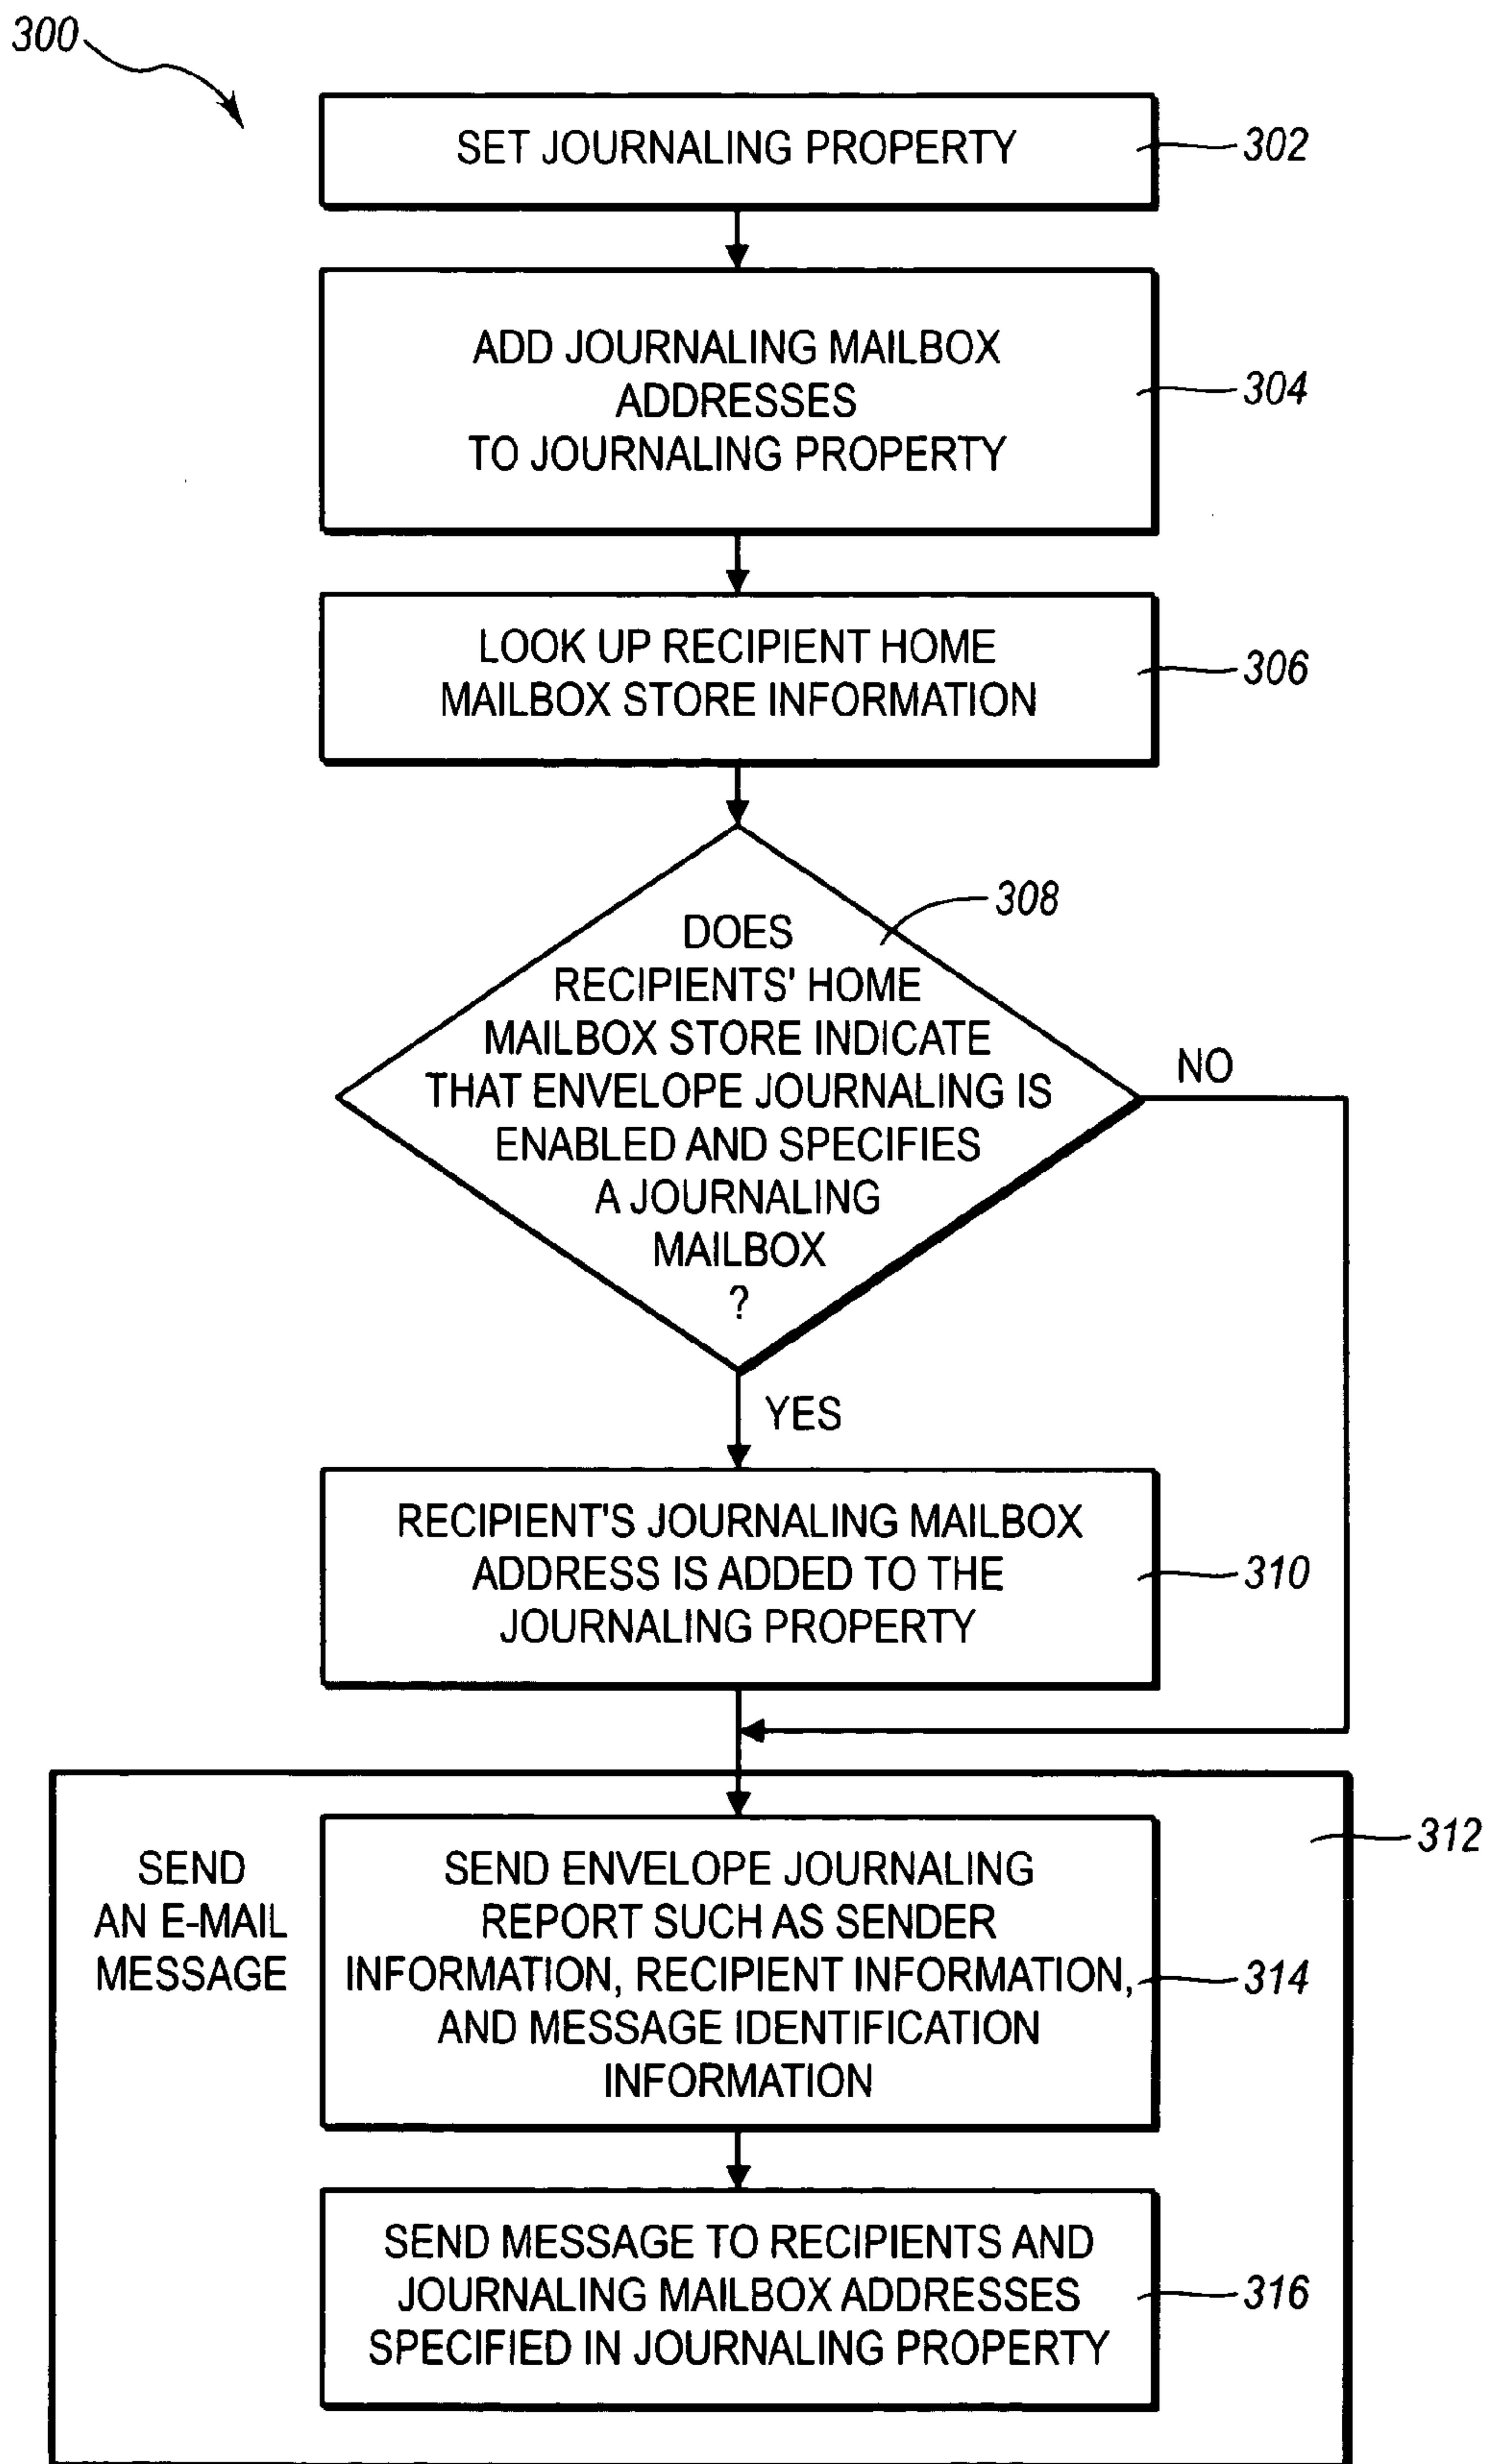 300
SET JOURNALING PROPERTY
302
ADD JOURNALING MAILBOX
ADDRESSES
TO JOURNALING PROPERTY
304
LOOK UP RECIPIENT HOME
MAILBOX STORE INFORMATION
306
308
DOES
RECIPIENTS' HOME
MAILBOX STORE INDICATE
THAT ENVELOPE JOURNALING IS
ENABLED AND SPECIFIES
A JOURNALING
MAILBOX
?
NO
YES
RECIPIENT'S JOURNALING MAILBOX
ADDRESS IS ADDED TO THE
JOURNALING PROPERTY
310
312
SEND
AN E-MAIL
MESSAGE
SEND ENVELOPE JOURNALING
REPORT SUCH AS SENDER
INFORMATION, RECIPIENT INFORMATION,
AND MESSAGE IDENTIFICATION
INFORMATION
314
SEND MESSAGE TO RECIPIENTS AND
JOURNALING MAILBOX ADDRESSES
SPECIFIED IN JOURNALING PROPERTY
316